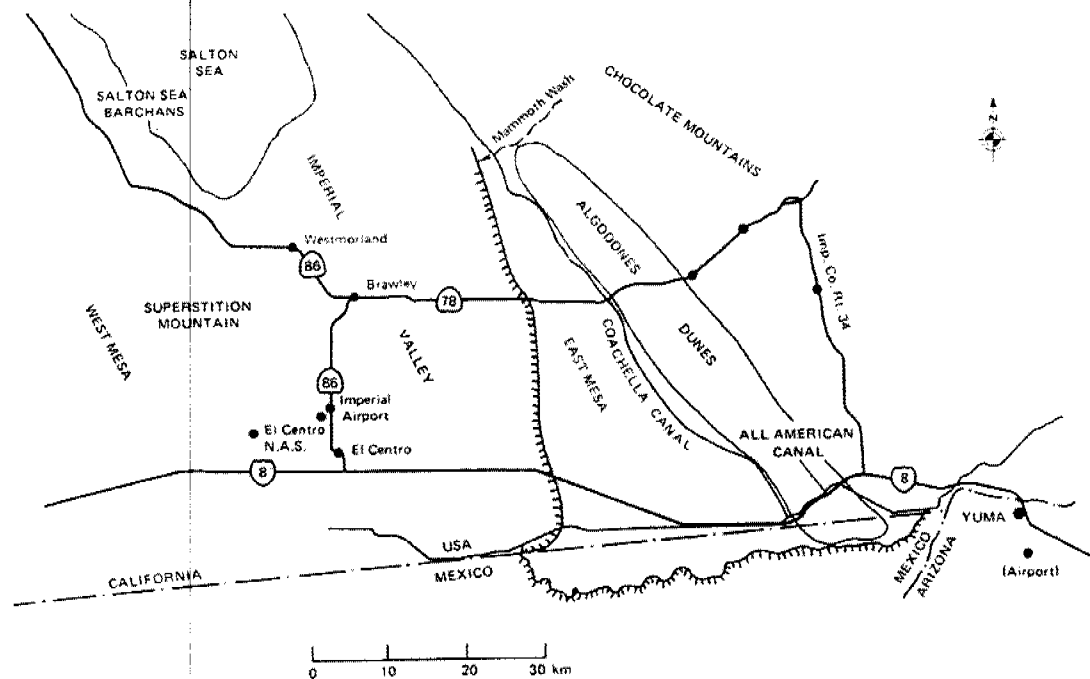 SALTON
SEA
SALTON SEA
BARCHANS
Mammoth Wash
CHOCOLATE MOUNTAINS
N
IMPERIAL
ALGODONES
Westmorland
86
Imp. Co. Rt. 34
Brawley
78
SUPERSTITION
MOUNTAIN
WEST MESA
VALLEY
EAST MESA
COACHELLA CANAL
DUNES
86
Imperial
Airport
El Centro
N.A.S.
El Centro
ALL AMERICAN
CANAL
8
8
YUMA
USA
MEXICO
CALIFORNIA
MEXICO
ARIZONA
(Airport)
0 10 20 30 km